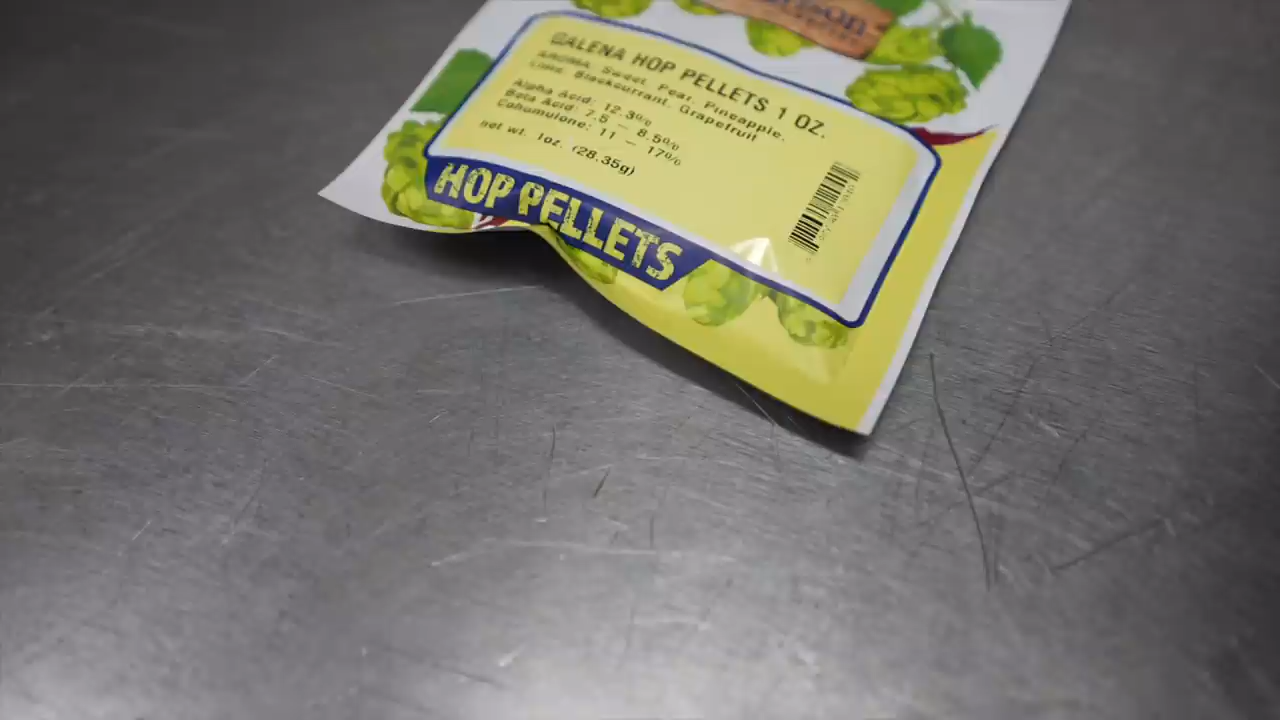 GALENA HOP PELLETS 1 OZ.
AROMA: Sweet, Pear, Pineapple,
Lime, Blackcurrant, Grapefruit
Alpha Acid: 12.3%
Beta Acid: 7.5 – 8.5%
Cohumulone: 11 – 17%
net wt. 1oz. (28.35g)
HOP PELLETS